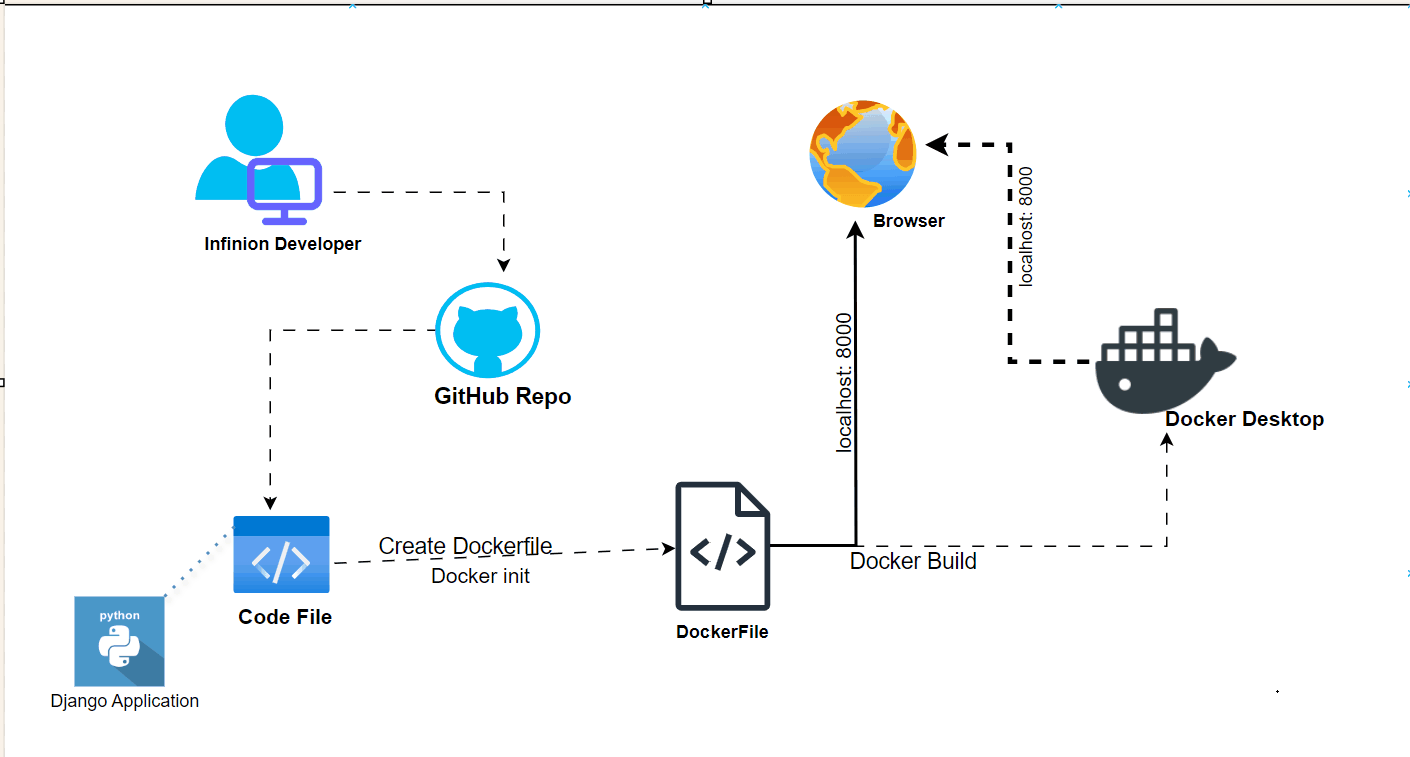 Infinion Developer
Browser
localhost: 8000
localhost: 8000
GitHub Repo
Docker Desktop
Create Dockerfile
Docker init
Docker Build
Code File
python
DockerFile
Django Application